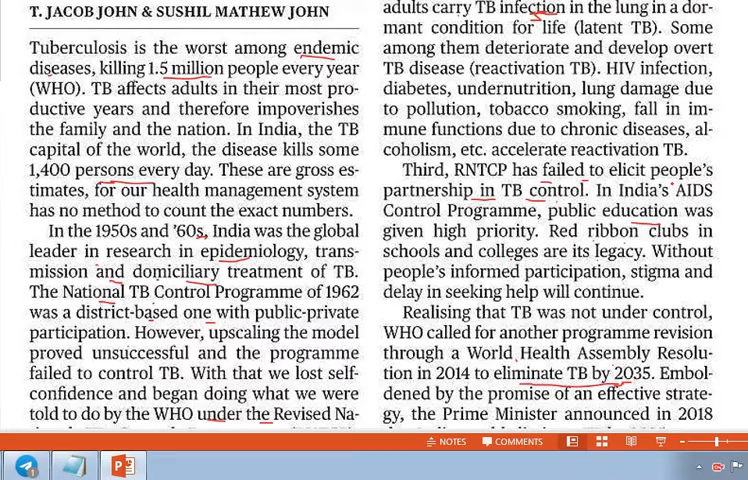 T. JACOB JOHN & SUSHIL MATHEW JOHN
Tuberculosis is the worst among endemic
diseases, killing 1.5 million people every year
(WHO). TB affects adults in their most pro-
ductive years and therefore impoverishes
the family and the nation. In India, the TB
capital of the world, the disease kills some
1,400 persons every day. These are gross es-
timates, for our health management system
has no method to count the exact numbers.
In the 1950s and ’60s, India was the global
leader in research in epidemiology, trans-
mission and domiciliary treatment of TB.
The National TB Control Programme of 1962
was a district-based one with public-private
participation. However, upscaling the model
proved unsuccessful and the programme
failed to control TB. With that we lost self-
confidence and began doing what we were
told to do by the WHO under the Revised Na-
adults carry TB infection in the lung in a dor-
mant condition for life (latent TB). Some
among them deteriorate and develop overt
TB disease (reactivation TB). HIV infection,
diabetes, undernutrition, lung damage due
to pollution, tobacco smoking, fall in im-
mune functions due to chronic diseases, al-
coholism, etc. accelerate reactivation TB.
Third, RNTCP has failed to elicit people’s
partnership in TB control. In India’s AIDS
Control Programme, public education was
given high priority. Red ribbon clubs in
schools and colleges are its legacy. Without
people’s informed participation, stigma and
delay in seeking help will continue.
Realising that TB was not under control,
WHO called for another programme revision
through a World Health Assembly Resolu-
tion in 2014 to eliminate TB by 2035. Embol-
dened by the promise of an effective strate-
gy, the Prime Minister announced in 2018
NOTES COMMENTS